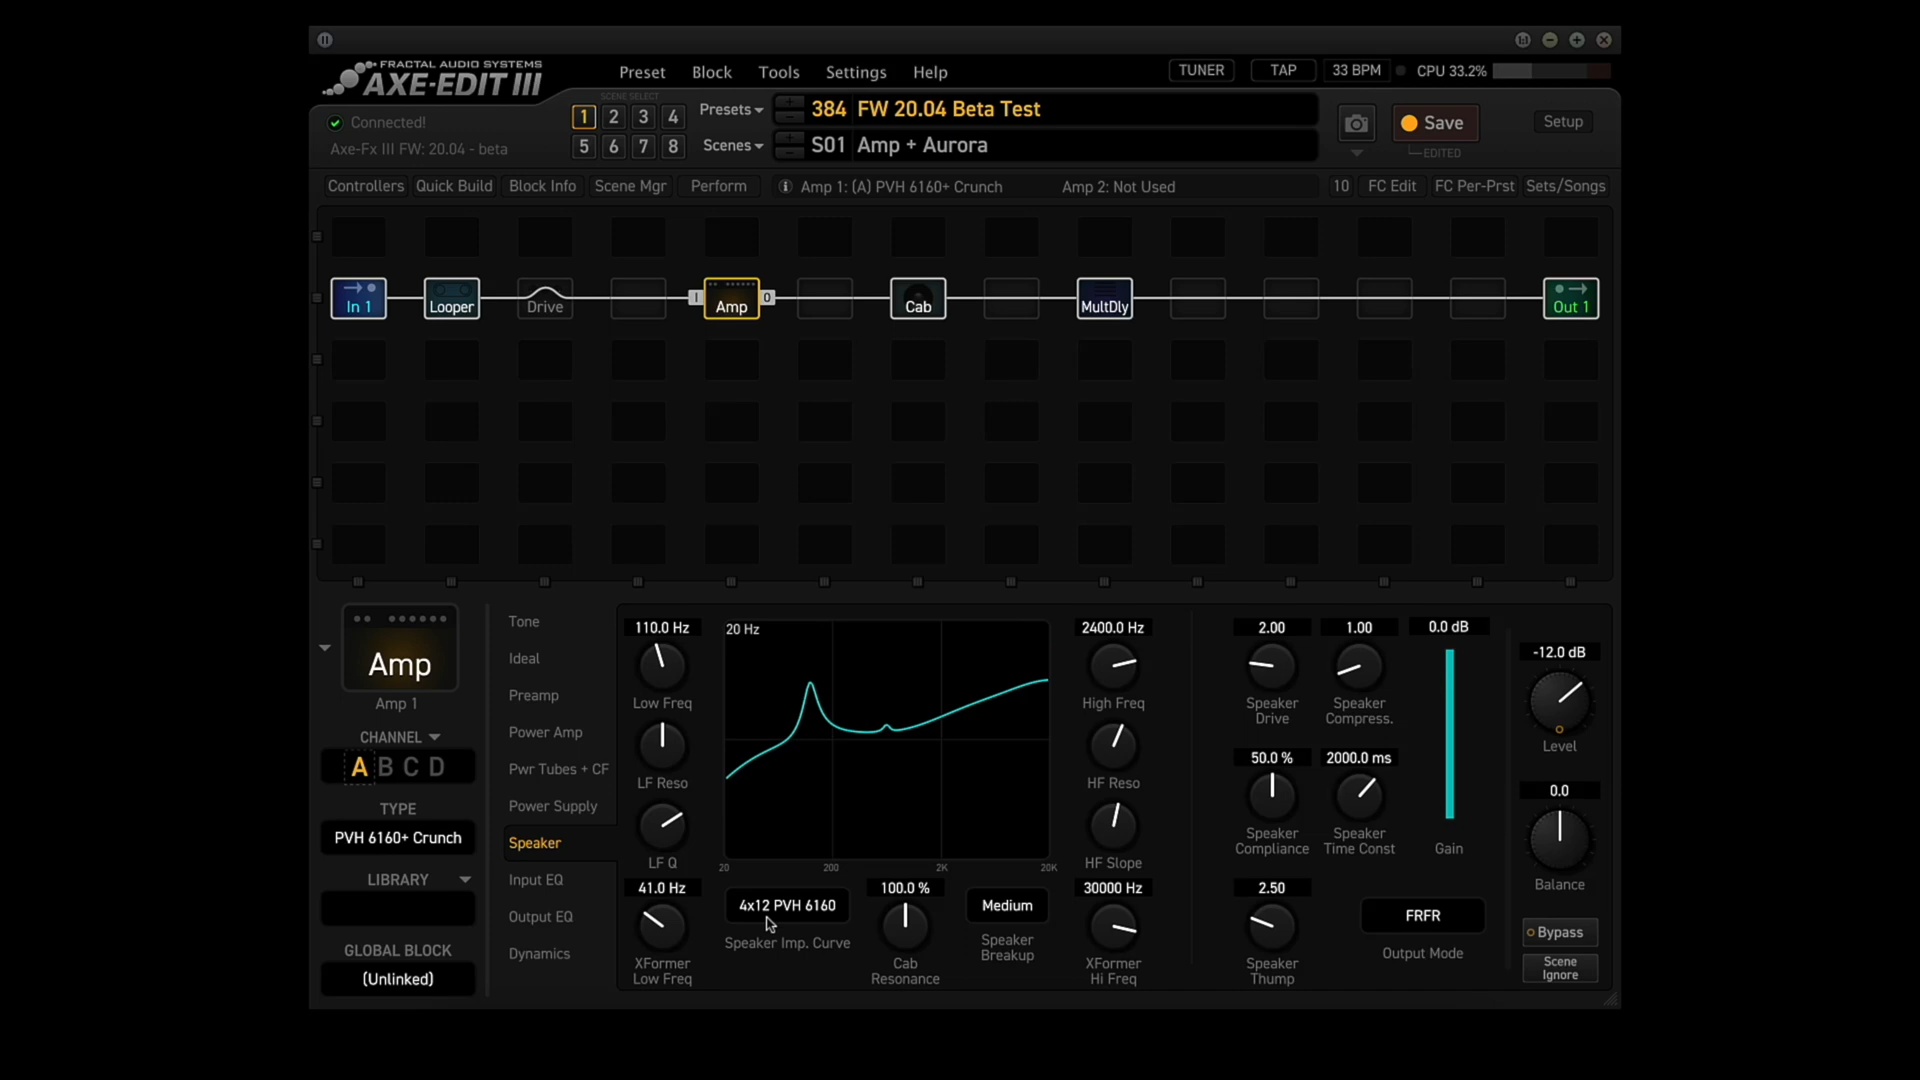 FRACTAL AUDIO SYSTEMS
AXE-EDIT III
Preset Block Tools Settings Help
TUNER TAP 33 BPM CPU 33.2%
SCENE SELECT
1 2 3 4
5 6 7 8
Presets 384 FW 20.04 Beta Test
Scenes S01 Amp + Aurora
Save
EDITED
Setup
Connected!
Axe-Fx III FW: 20.04 - beta
Controllers Quick Build Block Info Scene Mgr Perform Amp 1: (A) PVH 6160+ Crunch Amp 2: Not Used 10 FC Edit FC Per-Prst Sets/Songs
In 1 Looper Drive I Amp O Cab MultDly Out 1
Amp
Amp 1
CHANNEL
A B C D
TYPE
PVH 6160+ Crunch
LIBRARY
GLOBAL BLOCK
(Unlinked)
Tone
Ideal
Preamp
Power Amp
Pwr Tubes + CF
Power Supply
Speaker
Input EQ
Output EQ
Dynamics
110.0 Hz
Low Freq
LF Reso
LF Q
41.0 Hz
XFormer
Low Freq
20 Hz
20 200 2K 20K
4x12 PVH 6160
Speaker Imp. Curve
100.0 %
Cab
Resonance
Medium
Speaker
Breakup
2400.0 Hz
High Freq
HF Reso
HF Slope
30000 Hz
XFormer
Hi Freq
2.00
Speaker
Drive
1.00
Speaker
Compress.
50.0 %
Speaker
Compliance
2000.0 ms
Speaker
Time Const
0.0 dB
Gain
2.50
Speaker
Thump
FRFR
Output Mode
-12.0 dB
Level
0.0
Balance
Bypass
Scene
Ignore